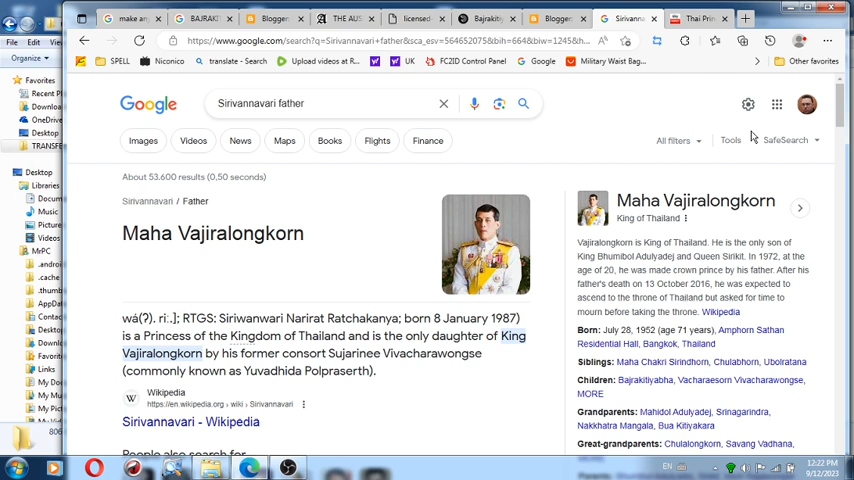 make an
BAJRAKI
Bloggen
THE AUS
licensed-
Bajrakity
Bloggen
Sirivanna
Thai Prin
File
Edit
https://www.google.com/search?q=Sirivannavari+father&sca_esv=564652075&bih=664&biw=1245&h...
Organize
SPELL
Niconico
translate - Search
Upload videos at R...
UK
FC2ID Control Panel
Google
Military Waist Bag...
Other favorites
Favorites
Recent P
Download
OneDrive
Desktop
TRANSFE
Desktop
Libraries
Docum
Music
Picture
Videos
MrPC
.android
.cache
.thumb
AppDat
Contact
Desktop
Downlo
Favorite
Links
My Doc
My Mus
My Pict
My Vid
806
Google
Sirivannavari father
Images
Videos
News
Maps
Books
Flights
Finance
All filters
Tools
SafeSearch
About 53.600 results (0,50 seconds)
Sirivannavari / Father
Maha Vajiralongkorn
wá(ʔ). riː.]; RTGS: Siriwanwari Narirat Ratchakanya; born 8 January 1987)
is a Princess of the Kingdom of Thailand and is the only daughter of King
Vajiralongkorn by his former consort Sujarinee Vivacharawongse
(commonly known as Yuvadhida Polpraserth).
W
Wikipedia
https://en.wikipedia.org › wiki › Sirivannavari
Sirivannavari - Wikipedia
People also search for
Maha Vajiralongkorn
King of Thailand
Vajiralongkorn is King of Thailand. He is the only son of
King Bhumibol Adulyadej and Queen Sirikit. In 1972, at the
age of 20, he was made crown prince by his father. After his
father's death on 13 October 2016, he was expected to
ascend to the throne of Thailand but asked for time to
mourn before taking the throne. Wikipedia
Born: July 28, 1952 (age 71 years), Amphorn Sathan
Residential Hall, Bangkok, Thailand
Siblings: Maha Chakri Sirindhorn, Chulabhorn, Ubolratana
Children: Bajrakitiyabha, Vacharaesorn Vivacharawongse,
MORE
Grandparents: Mahidol Adulyadej, Srinagarindra,
Nakkhatra Mangala, Bua Kitiyakara
Great-grandparents: Chulalongkorn, Savang Vadhana,
EN
12:22 PM
9/12/2023